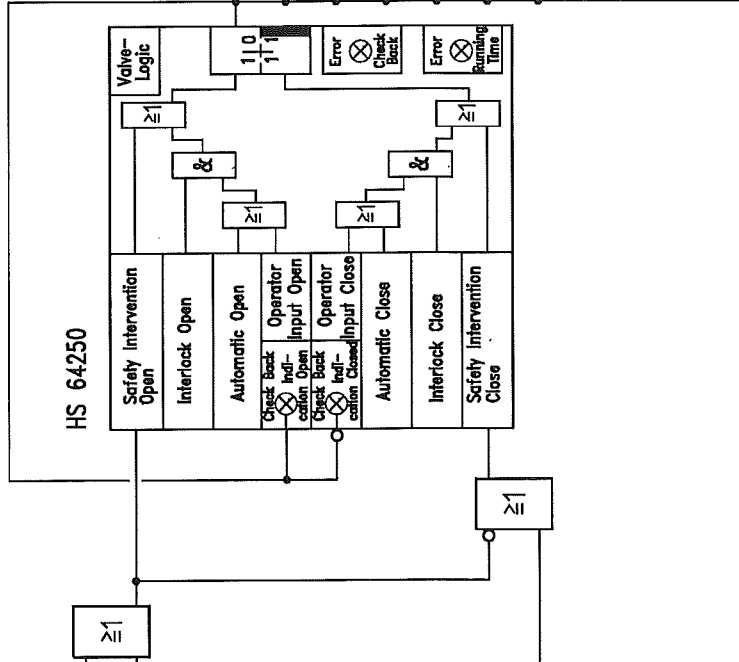 HS 64250
Valve-
Logic
1 0
1 1
Error
Check
Back
Error
Running
Time
≥1
≥1
&
&
≥1
≥1
Safety Intervention
Open
Interlock Open
Automatic Open
Operator
Input Open
Operator
Input Close
Automatic Close
Interlock Close
Safety Intervention
Close
Check Back
Indi-
cation Open
Check Back
Indi-
cation Closed
≥1
≥1